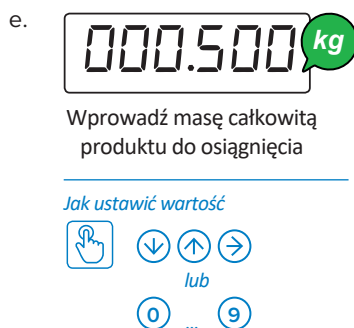 e.
000.500 kg
Wprowadź masę całkowitą
produktu do osiągnięcia
Jak ustawić wartość
lub
0 ... 9